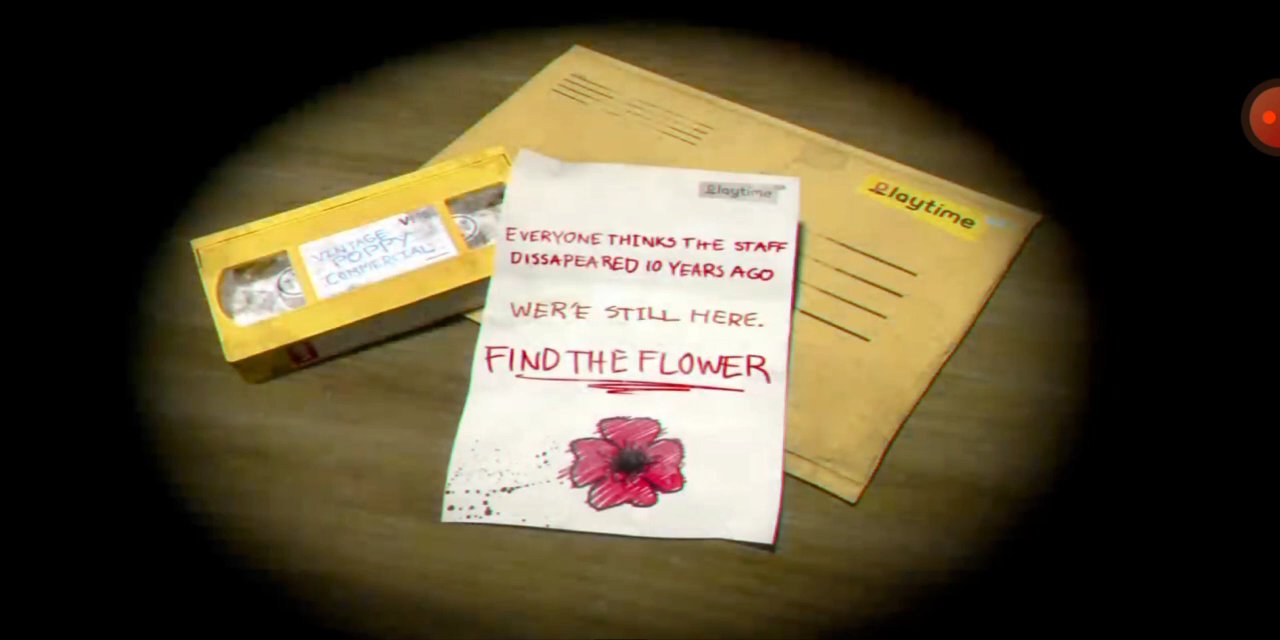 Playtime
EVERYONE THINKS THE STAFF
DISSAPEARED 10 YEARS AGO
WER'E STILL HERE.
FIND THE FLOWER
VINTAGE
POPPY
COMMERCIAL
VHS
Playtime